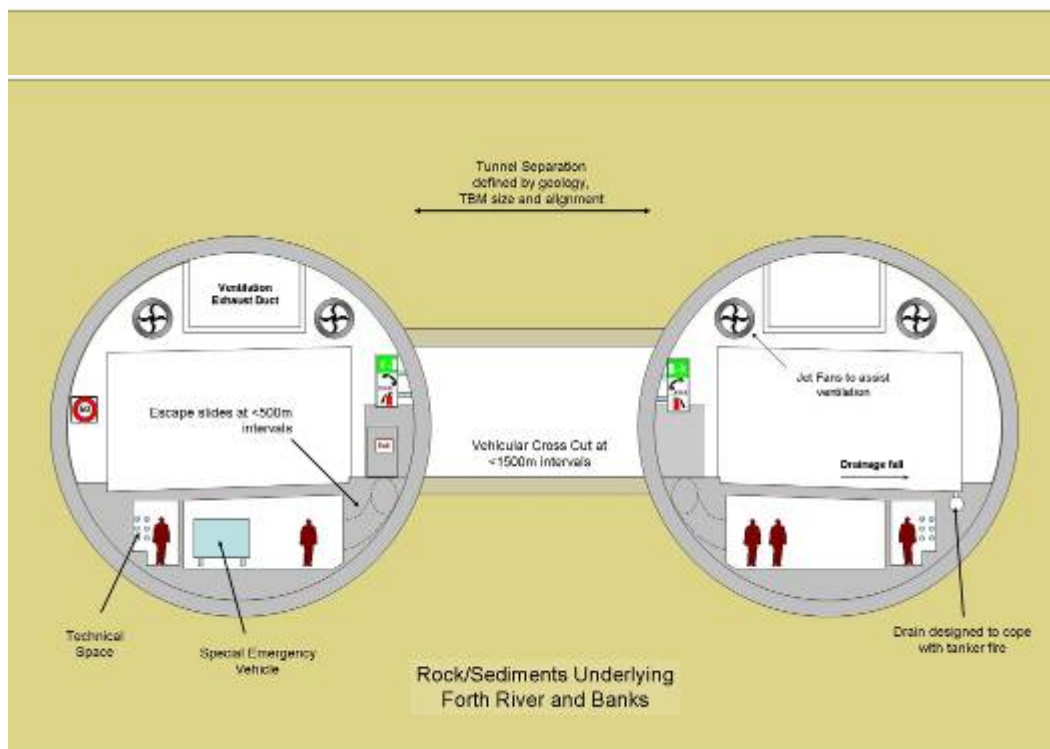 Tunnel Separation
defined by geology,
TBM size and alignment
Ventilation
Exhaust Duct
Jet Fans to assist
ventilation
Escape slides at <500m
intervals
Exit
Vehicular Cross Cut at
<1500m intervals
Drainage fall
Technical
Space
Special Emergency
Vehicle
Drain designed to cope
with tanker fire
Rock/Sediments Underlying
Forth River and Banks